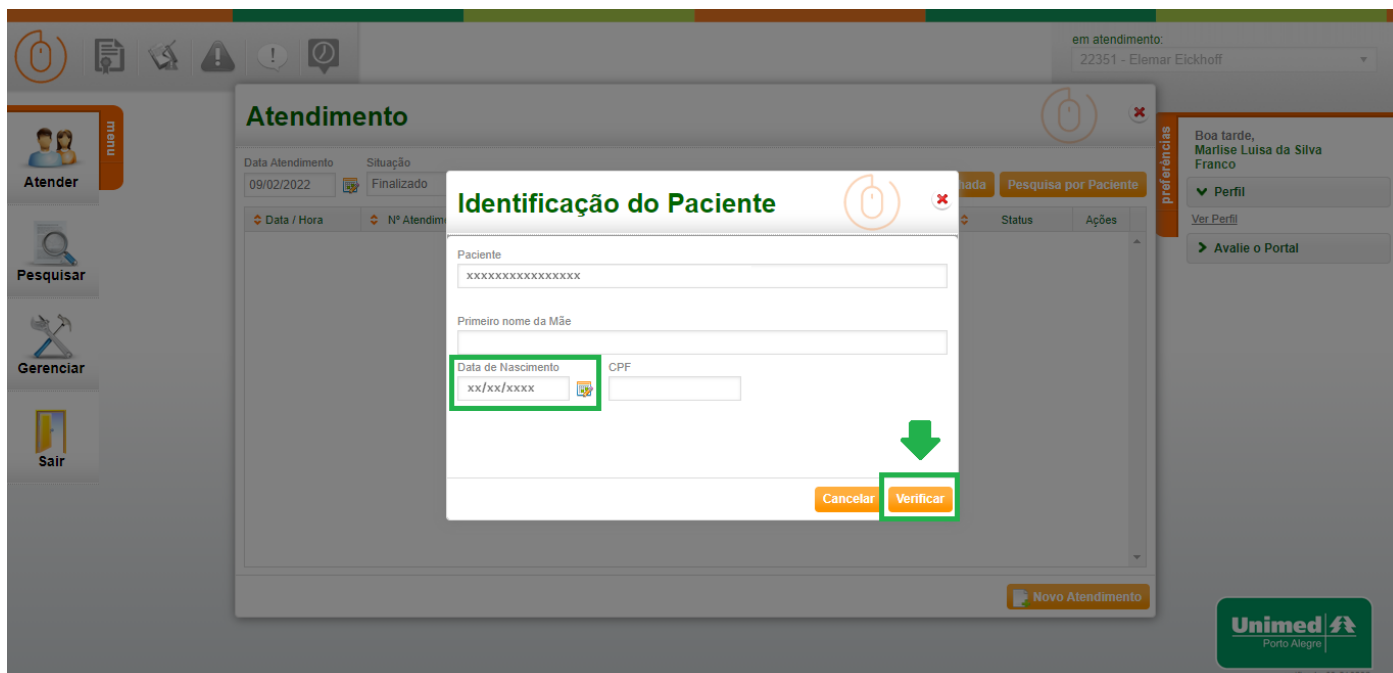 em atendimento:
22351 - Elemar Eickhoff
menu
Atender
Pesquisar
Gerenciar
Sair
Atendimento
Data Atendimento Situação
09/02/2022 Finalizado
Pesquisa por Paciente
Data / Hora Nº Status Ações
Identificação do Paciente
Paciente
xxxxxxxxxxxxxxxx
Primeiro nome da Mãe
Data de Nascimento CPF
xx/xx/xxxx
Cancelar Verificar
Novo Atendimento
preferências
Boa tarde,
Marlise Luisa da Silva
Franco
Perfil
Ver Perfil
Avalie o Portal
Unimed
Porto Alegre